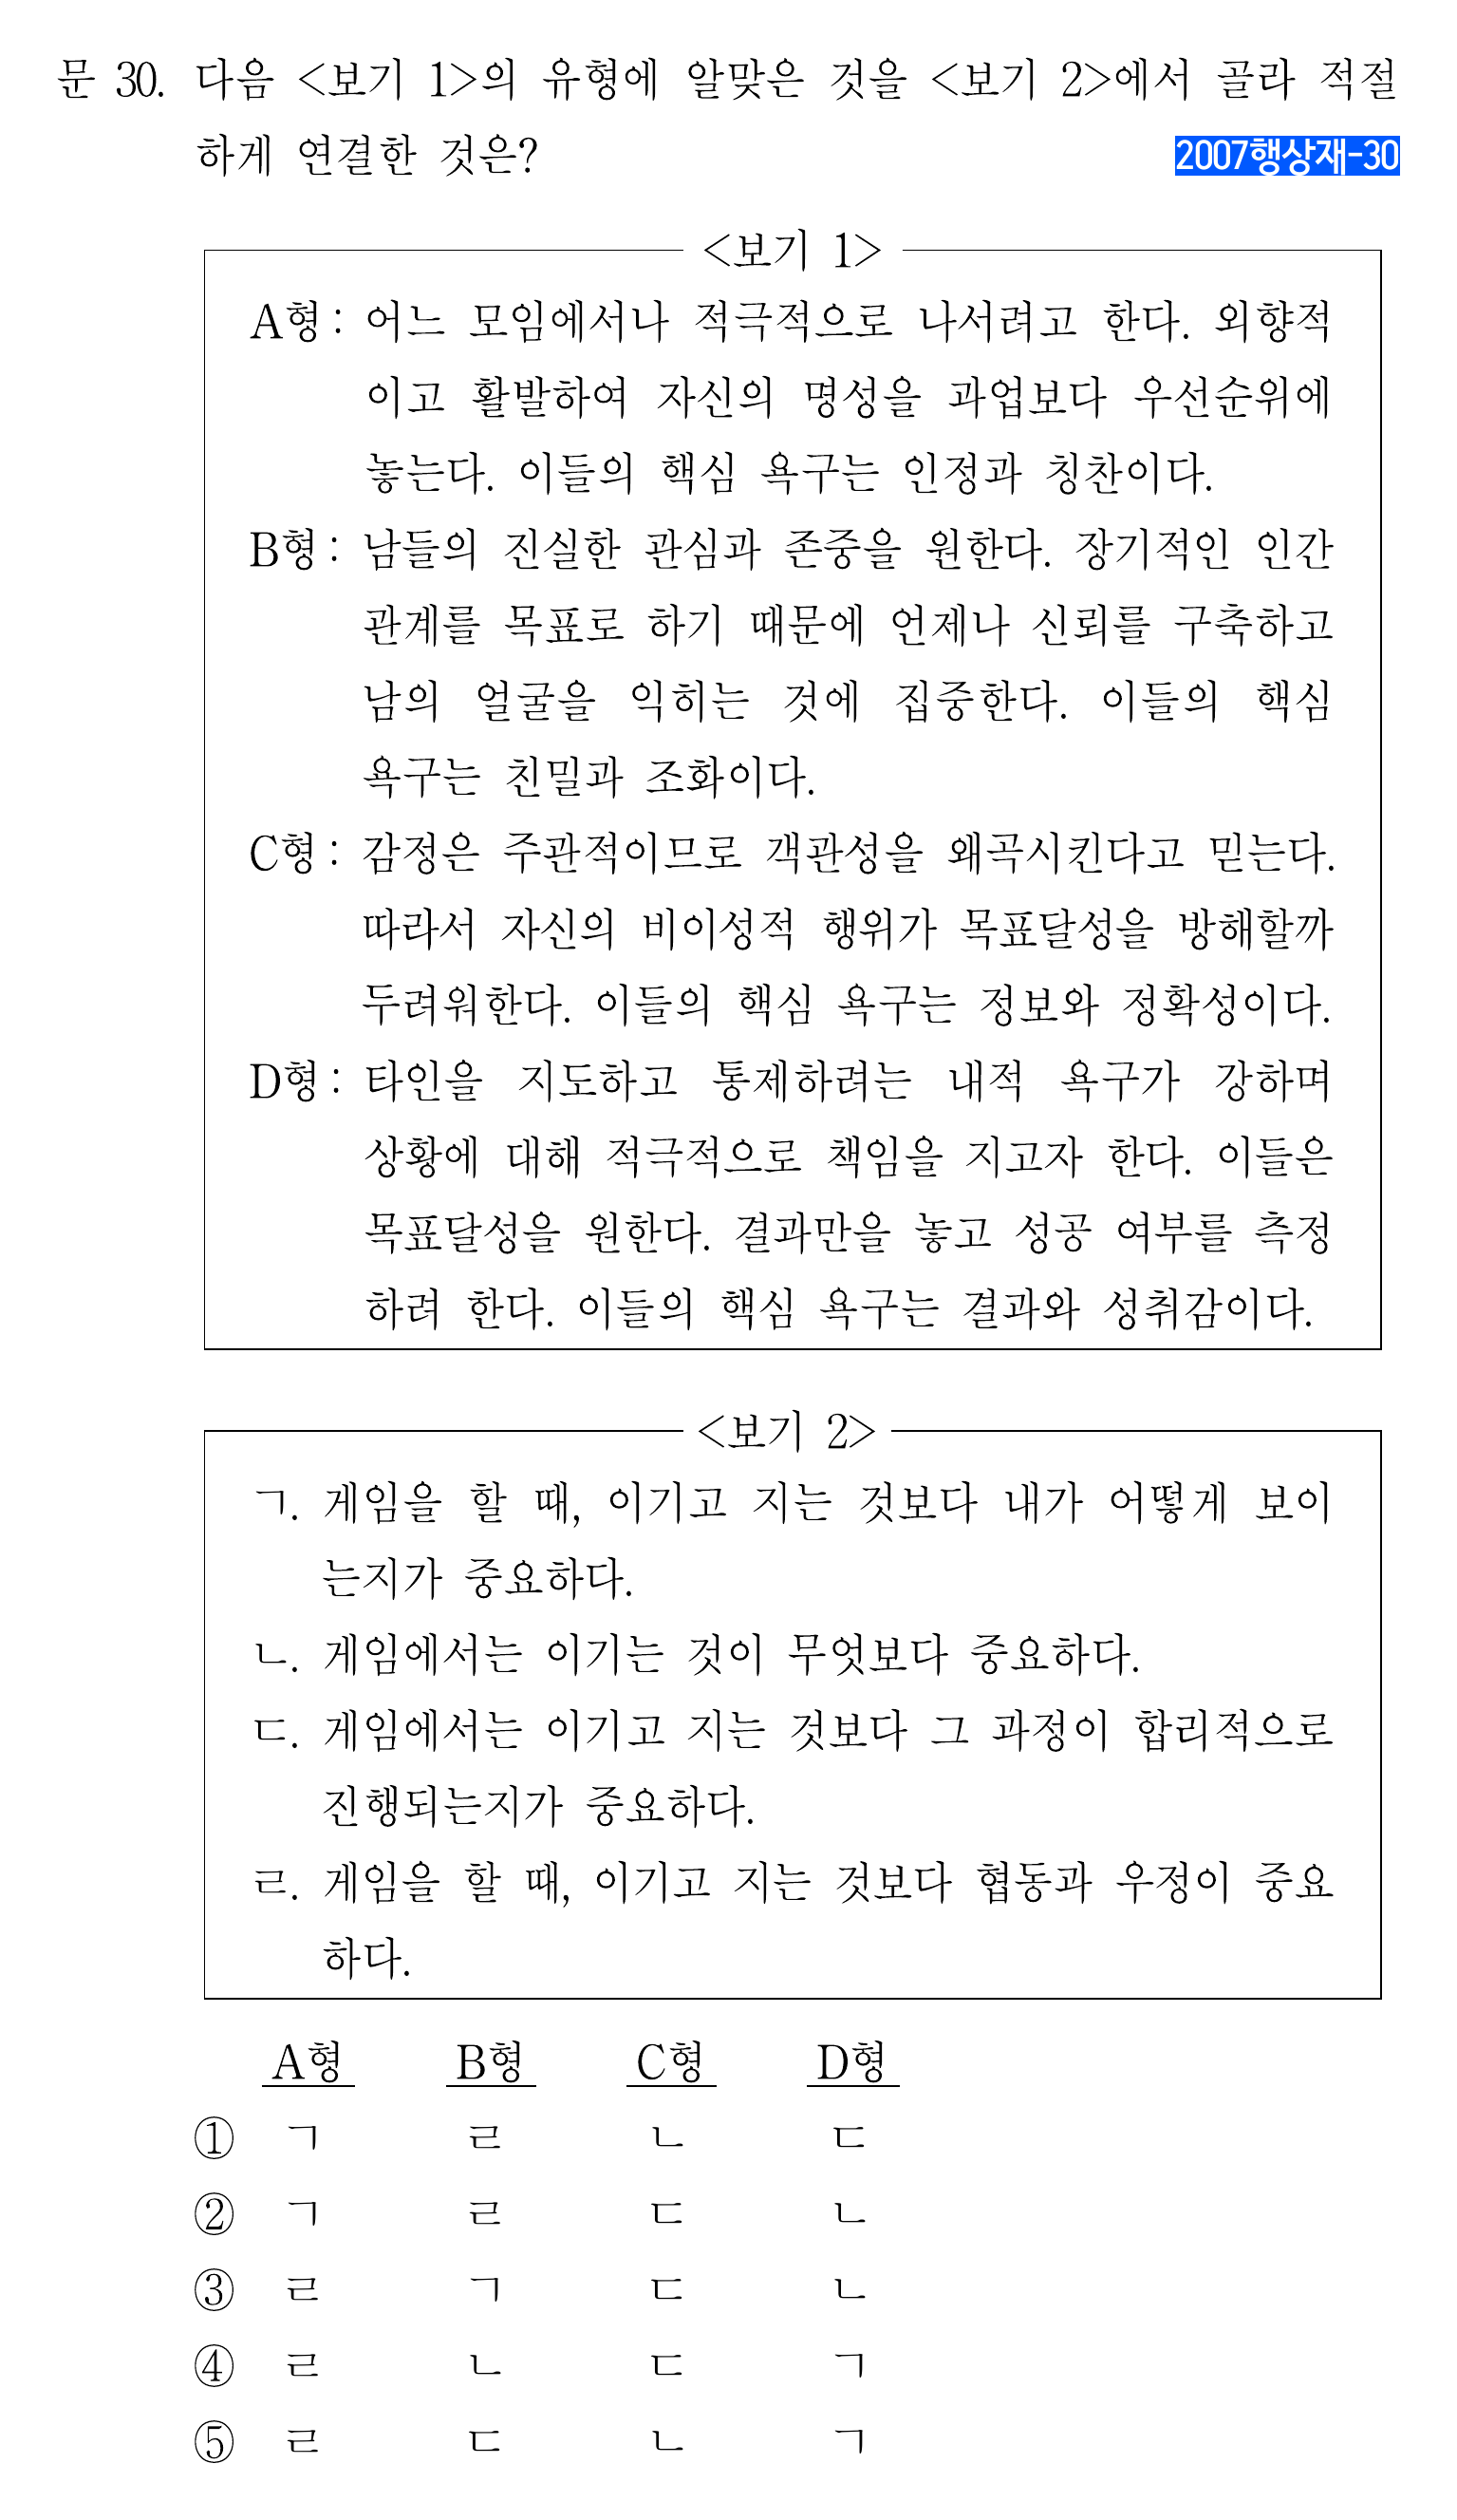 문 30. 다음 <보기 1>의 유형에 알맞은 것을 <보기 2>에서 골라 적절
하게 연결한 것은?
2007행상재-30
<보기 1>
A형 : 어느 모임에서나 적극적으로 나서려고 한다. 외향적
이고 활발하여 자신의 명성을 과업보다 우선순위에
놓는다. 이들의 핵심 욕구는 인정과 칭찬이다.
B형 : 남들의 진실한 관심과 존중을 원한다. 장기적인 인간
관계를 목표로 하기 때문에 언제나 신뢰를 구축하고
남의 얼굴을 익히는 것에 집중한다. 이들의 핵심
욕구는 친밀과 조화이다.
C형 : 감정은 주관적이므로 객관성을 왜곡시킨다고 믿는다.
따라서 자신의 비이성적 행위가 목표달성을 방해할까
두려워한다. 이들의 핵심 욕구는 정보와 정확성이다.
D형 : 타인을 지도하고 통제하려는 내적 욕구가 강하며
상황에 대해 적극적으로 책임을 지고자 한다. 이들은
목표달성을 원한다. 결과만을 놓고 성공 여부를 측정
하려 한다. 이들의 핵심 욕구는 결과와 성취감이다.
<보기 2>
ㄱ. 게임을 할 때, 이기고 지는 것보다 내가 어떻게 보이
는지가 중요하다.
ㄴ. 게임에서는 이기는 것이 무엇보다 중요하다.
ㄷ. 게임에서는 이기고 지는 것보다 그 과정이 합리적으로
진행되는지가 중요하다.
ㄹ. 게임을 할 때, 이기고 지는 것보다 협동과 우정이 중요
하다.
A형 B형 C형 D형
① ㄱ ㄹ ㄴ ㄷ
② ㄱ ㄹ ㄷ ㄴ
③ ㄹ ㄱ ㄷ ㄴ
④ ㄹ ㄴ ㄷ ㄱ
⑤ ㄹ ㄷ ㄴ ㄱ